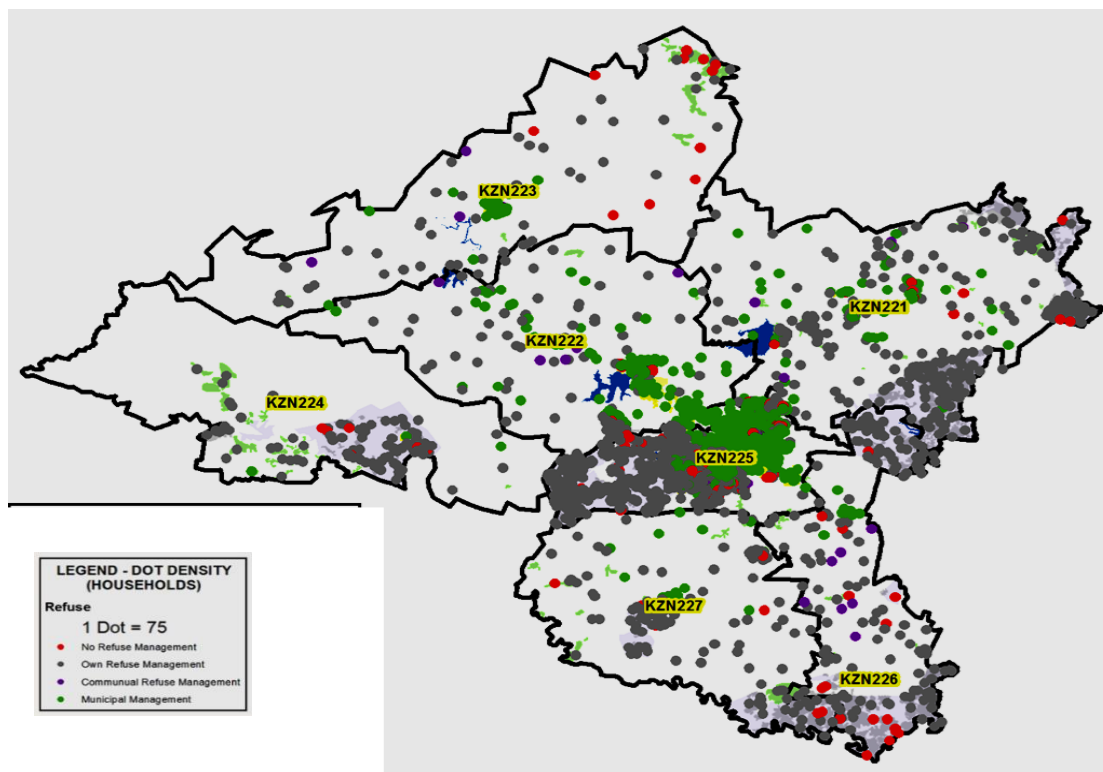 KZN223
KZN221
KZN222
KZN224
KZN225
KZN227
KZN226
LEGEND - DOT DENSITY
(HOUSEHOLDS)
Refuse
1 Dot = 75
No Refuse Management
Own Refuse Management
Communual Refuse Management
Municipal Management